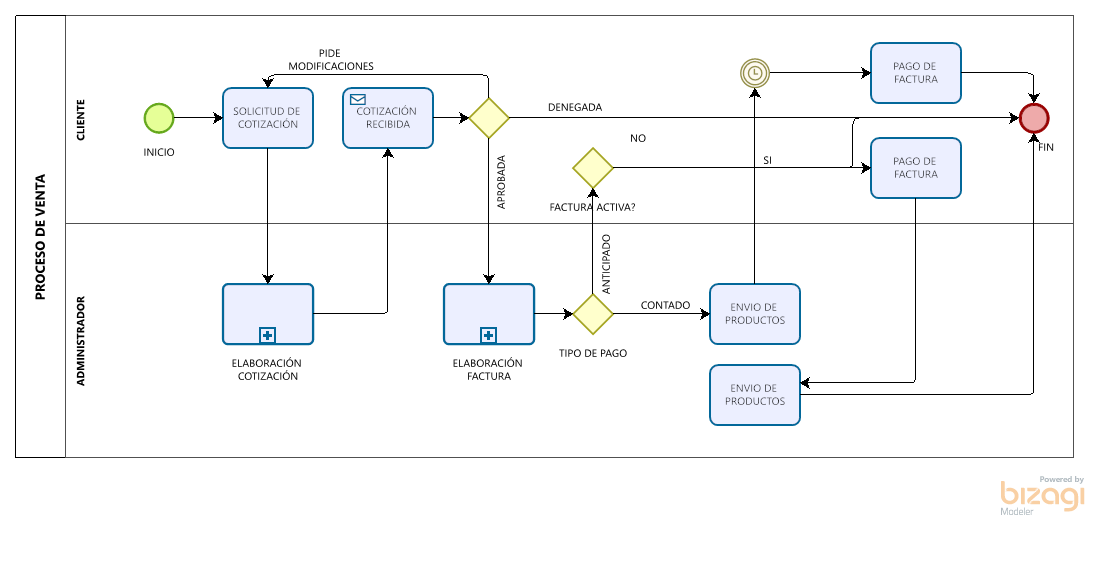 PROCESO DE VENTA
CLIENTE
PIDE
MODIFICACIONES
INICIO
SOLICITUD DE
COTIZACIÓN
COTIZACIÓN
RECIBIDA
DENEGADA
APROBADA
NO
SI
FACTURA ACTIVA?
PAGO DE
FACTURA
PAGO DE
FACTURA
FIN
ADMINISTRADOR
ELABORACIÓN
COTIZACIÓN
ELABORACIÓN
FACTURA
ANTICIPADO
CONTADO
TIPO DE PAGO
ENVIO DE
PRODUCTOS
ENVIO DE
PRODUCTOS
Powered by
bizagi
Modeler